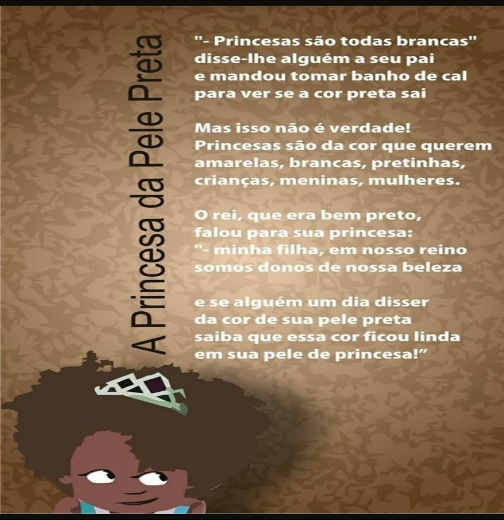 A Princesa da Pele Preta
"- Princesas são todas brancas"
disse-lhe alguém a seu pai
e mandou tomar banho de cal
para ver se a cor preta sai
Mas isso não é verdade!
Princesas são da cor que querem
amarelas, brancas, pretinhas,
crianças, meninas, mulheres.
O rei, que era bem preto,
falou para sua princesa:
"- minha filha, em nosso reino
somos donos de nossa beleza
e se alguém um dia disser
da cor de sua pele preta
saiba que essa cor ficou linda
em sua pele de princesa!”